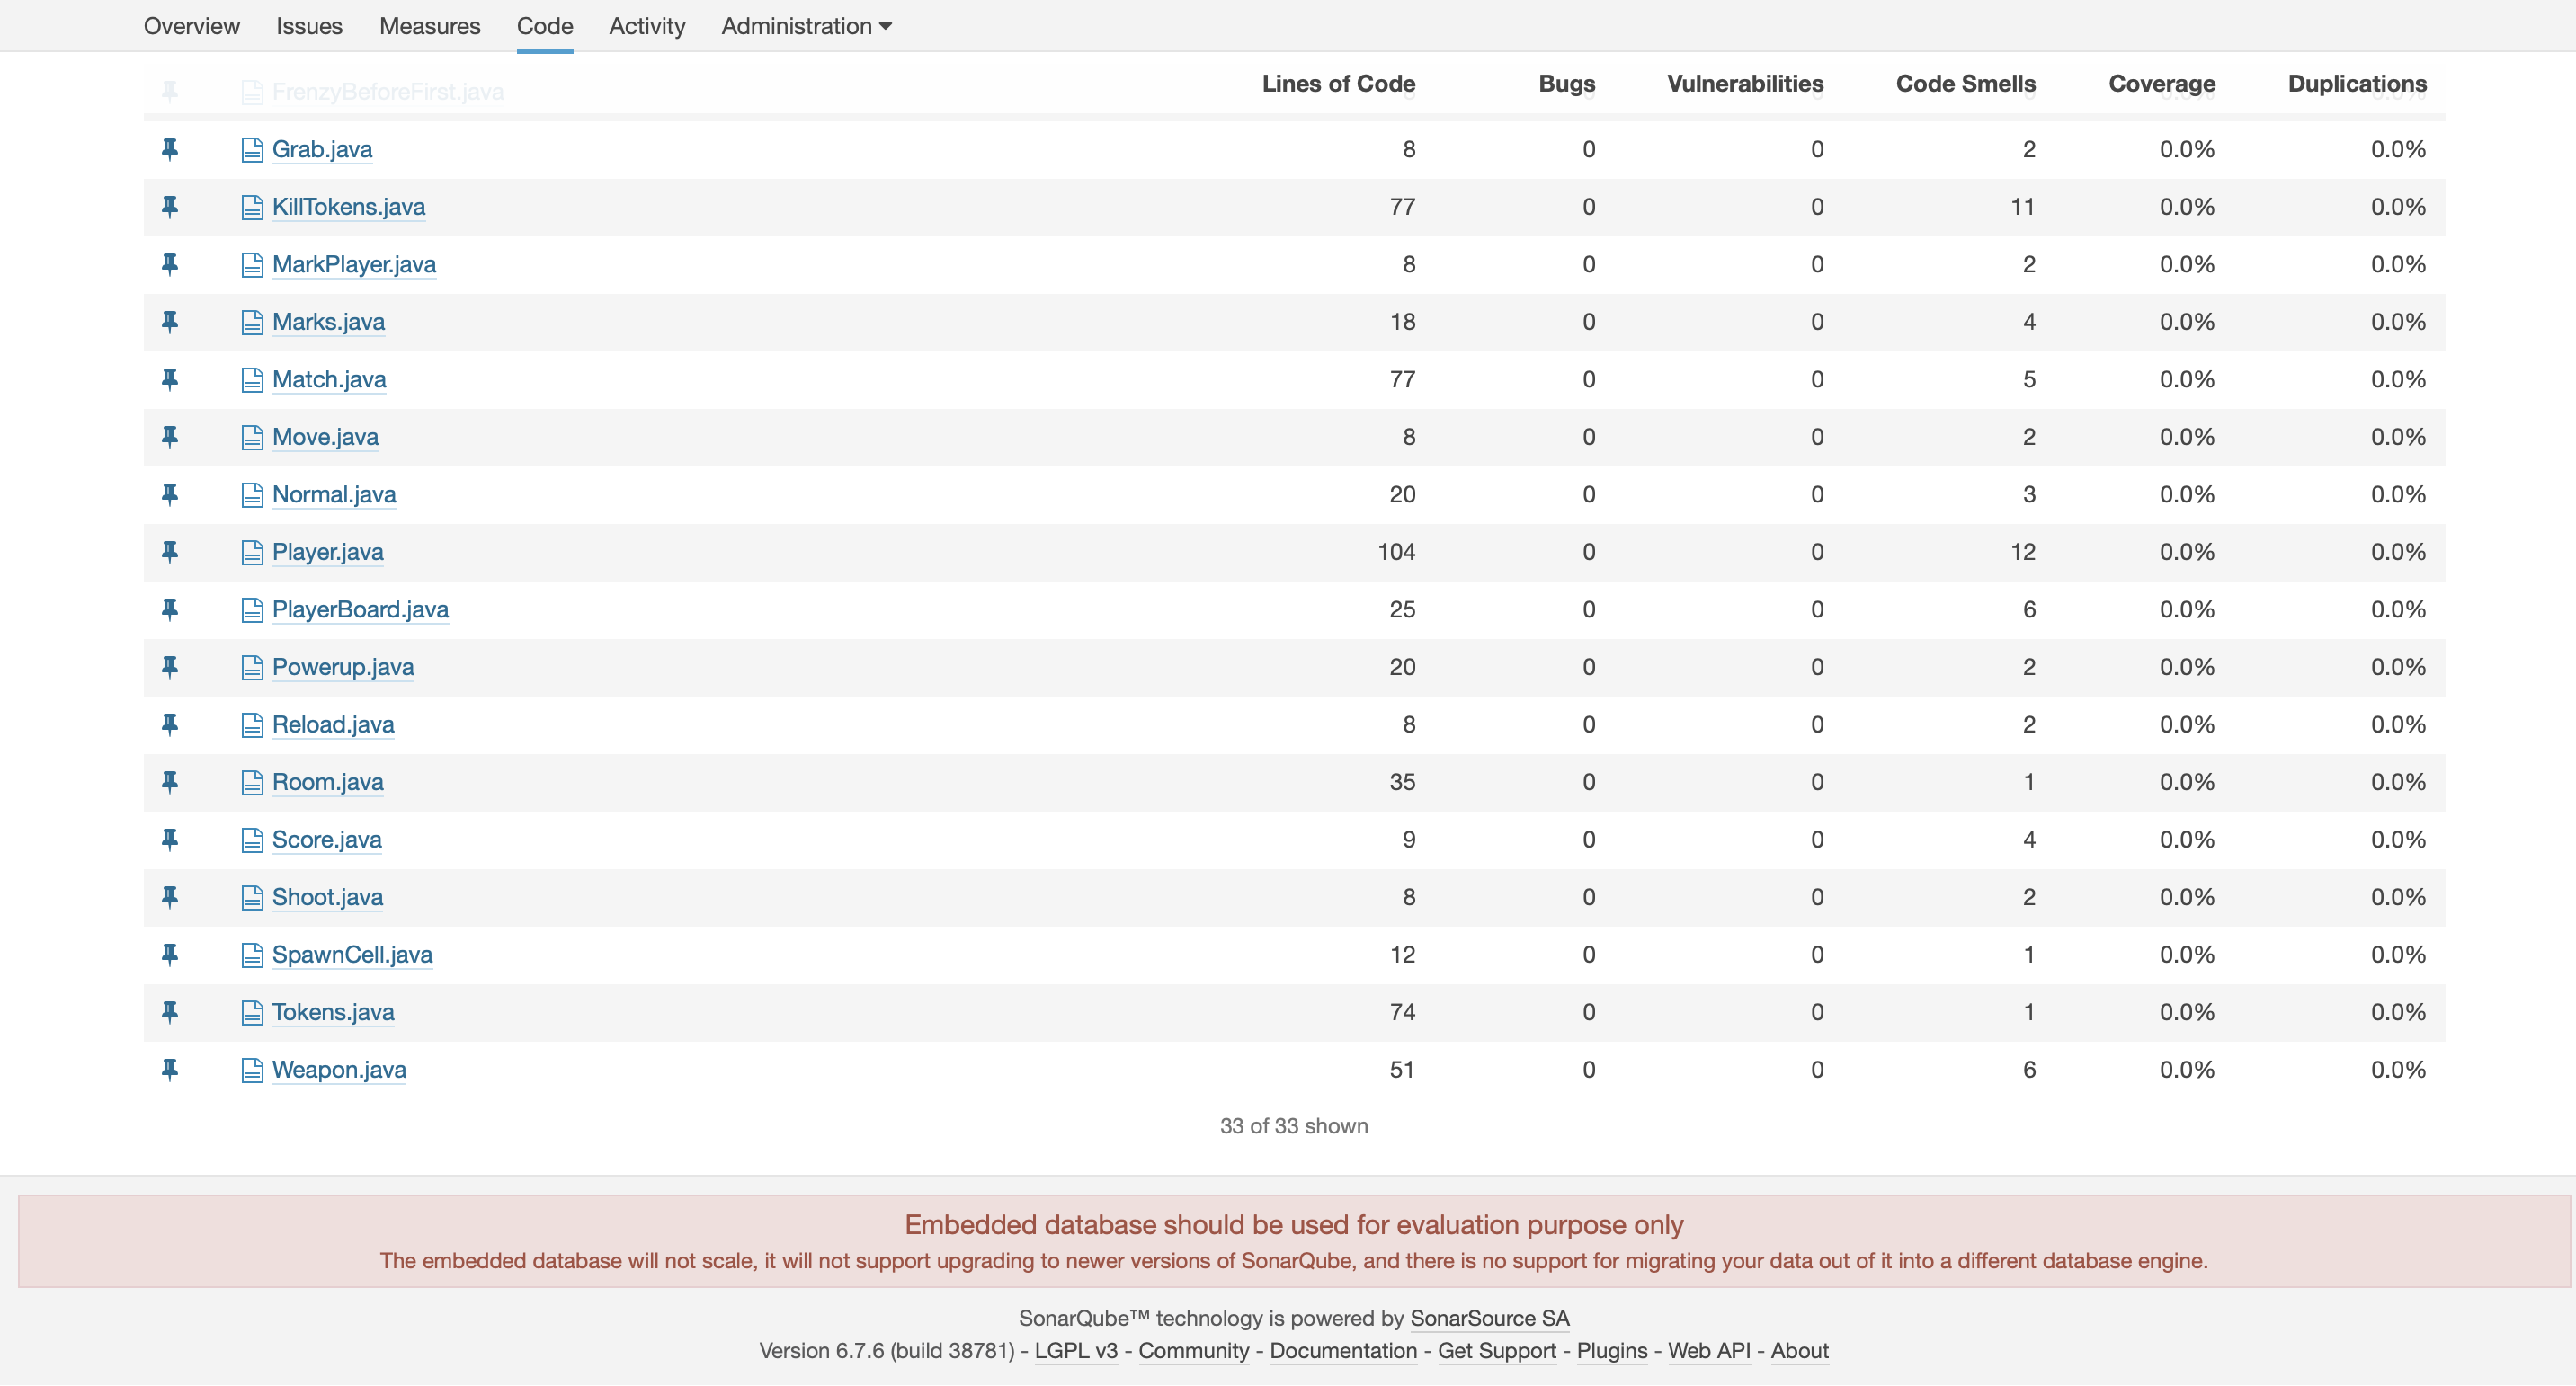 Overview Issues Measures Code Activity Administration
FrenzyBeforeFirst.java
Lines of Code Bugs Vulnerabilities Code Smells Coverage Duplications
Grab.java 8 0 0 2 0.0% 0.0%
KillTokens.java 77 0 0 11 0.0% 0.0%
MarkPlayer.java 8 0 0 2 0.0% 0.0%
Marks.java 18 0 0 4 0.0% 0.0%
Match.java 77 0 0 5 0.0% 0.0%
Move.java 8 0 0 2 0.0% 0.0%
Normal.java 20 0 0 3 0.0% 0.0%
Player.java 104 0 0 12 0.0% 0.0%
PlayerBoard.java 25 0 0 6 0.0% 0.0%
Powerup.java 20 0 0 2 0.0% 0.0%
Reload.java 8 0 0 2 0.0% 0.0%
Room.java 35 0 0 1 0.0% 0.0%
Score.java 9 0 0 4 0.0% 0.0%
Shoot.java 8 0 0 2 0.0% 0.0%
SpawnCell.java 12 0 0 1 0.0% 0.0%
Tokens.java 74 0 0 1 0.0% 0.0%
Weapon.java 51 0 0 6 0.0% 0.0%
33 of 33 shown
Embedded database should be used for evaluation purpose only
The embedded database will not scale, it will not support upgrading to newer versions of SonarQube, and there is no support for migrating your data out of it into a different database engine.
SonarQube™ technology is powered by SonarSource SA
Version 6.7.6 (build 38781) - LGPL v3 - Community - Documentation - Get Support - Plugins - Web API - About